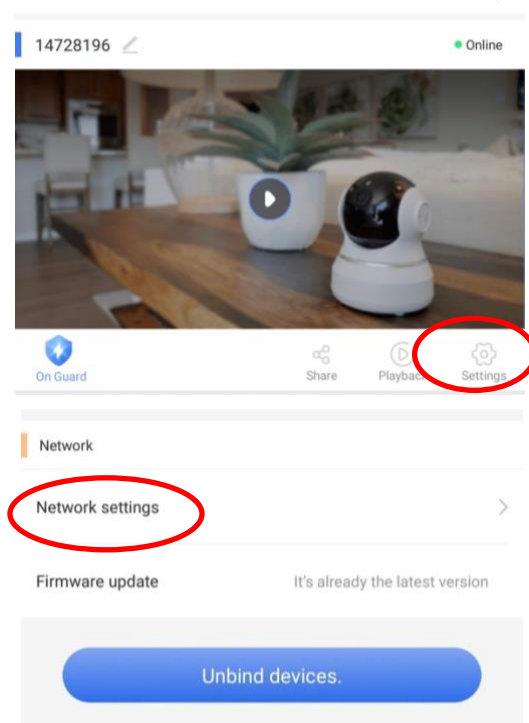 14728196
Online
On Guard
Share
Playback
Settings
Network
Network settings
Firmware update
It's already the latest version
Unbind devices.